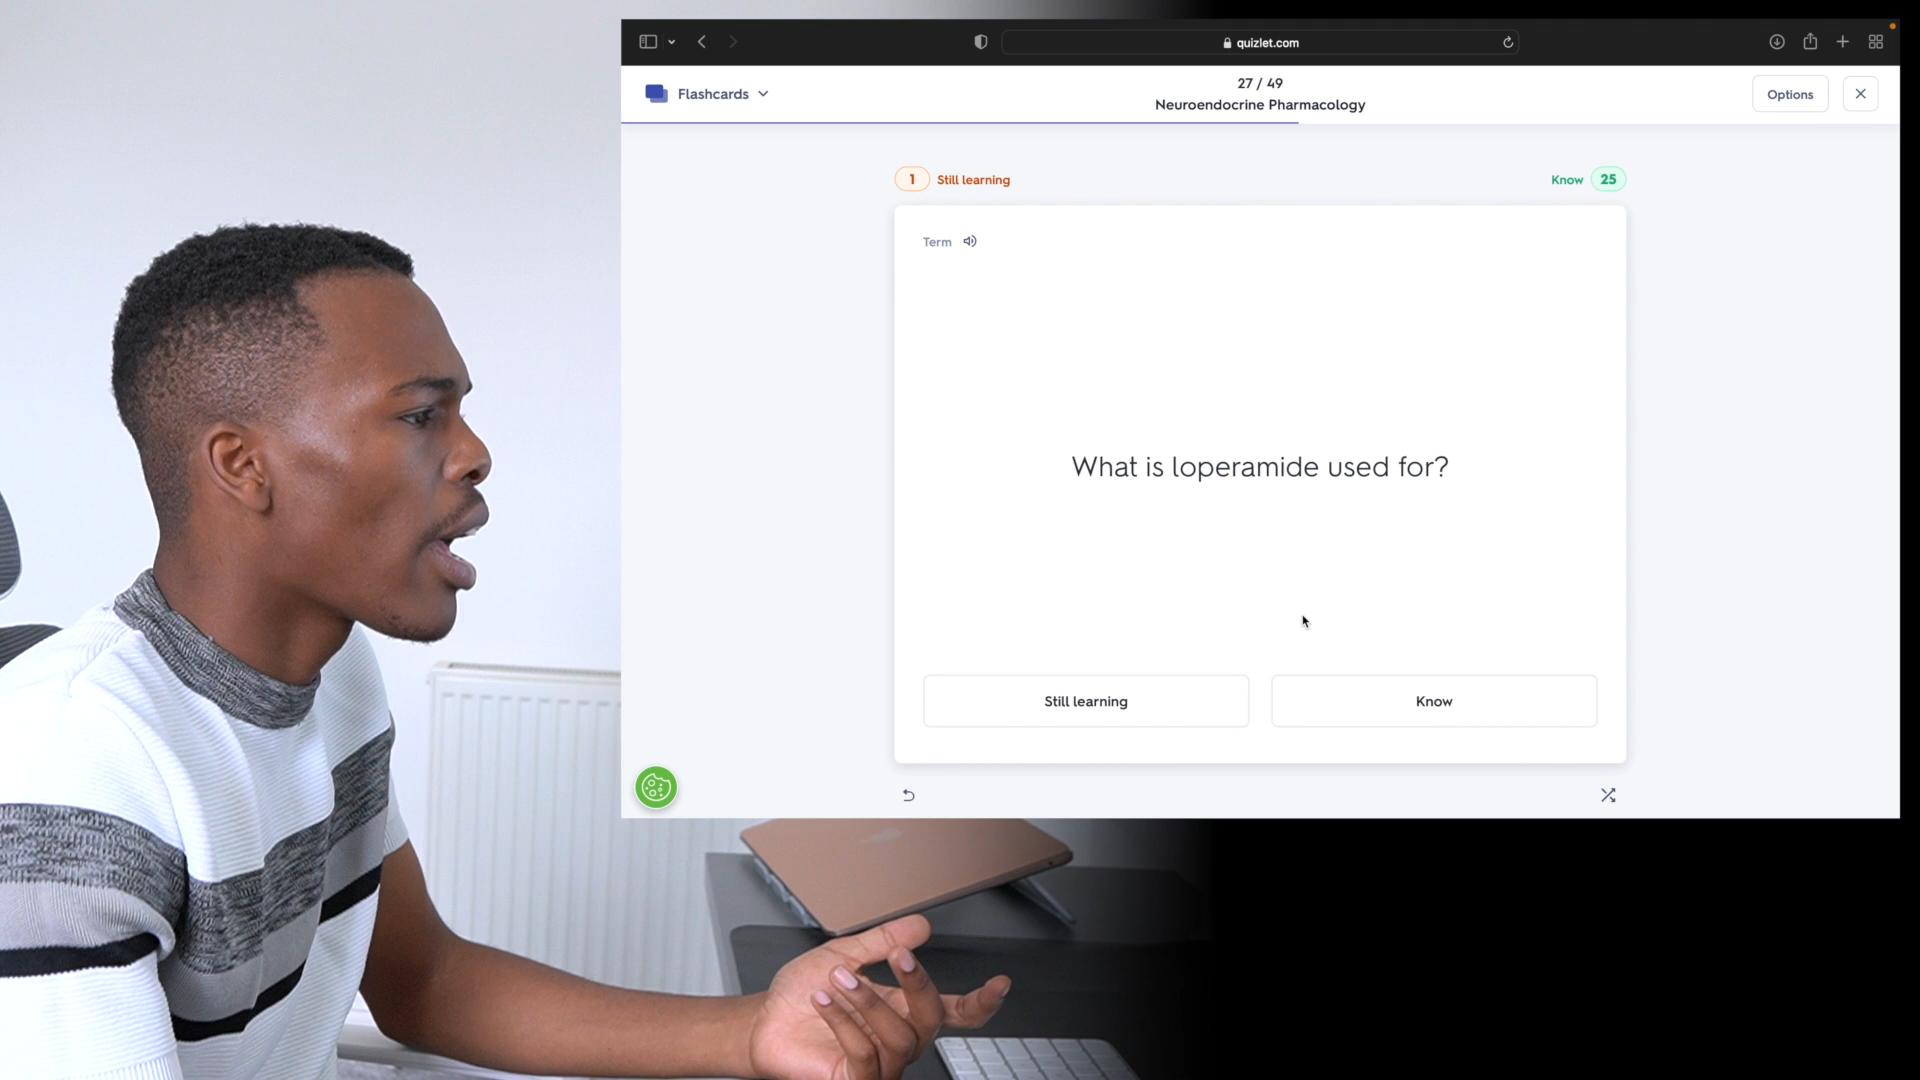 quizlet.com
Flashcards
27 / 49
Neuroendocrine Pharmacology
Options
1 Still learning
Know 25
Term
What is loperamide used for?
Still learning
Know